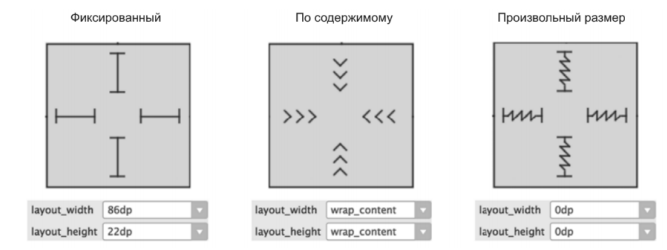 Фиксированный
По содержимому
Произвольный размер
layout_width 86dp
layout_height 22dp
layout_width wrap_content
layout_height wrap_content
layout_width 0dp
layout_height 0dp